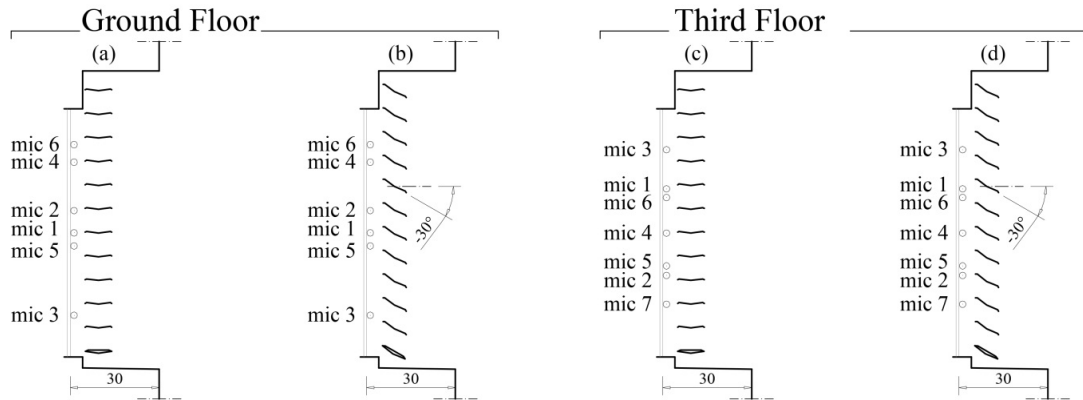 Ground Floor
Third Floor
(a)
(b)
(c)
(d)
mic 6
mic 4
mic 2
mic 1
mic 5
mic 3
30
mic 6
mic 4
mic 2
mic 1
mic 5
mic 3
-30°
30
mic 3
mic 1
mic 6
mic 4
mic 5
mic 2
mic 7
30
mic 3
mic 1
mic 6
mic 4
mic 5
mic 2
mic 7
-30°
30